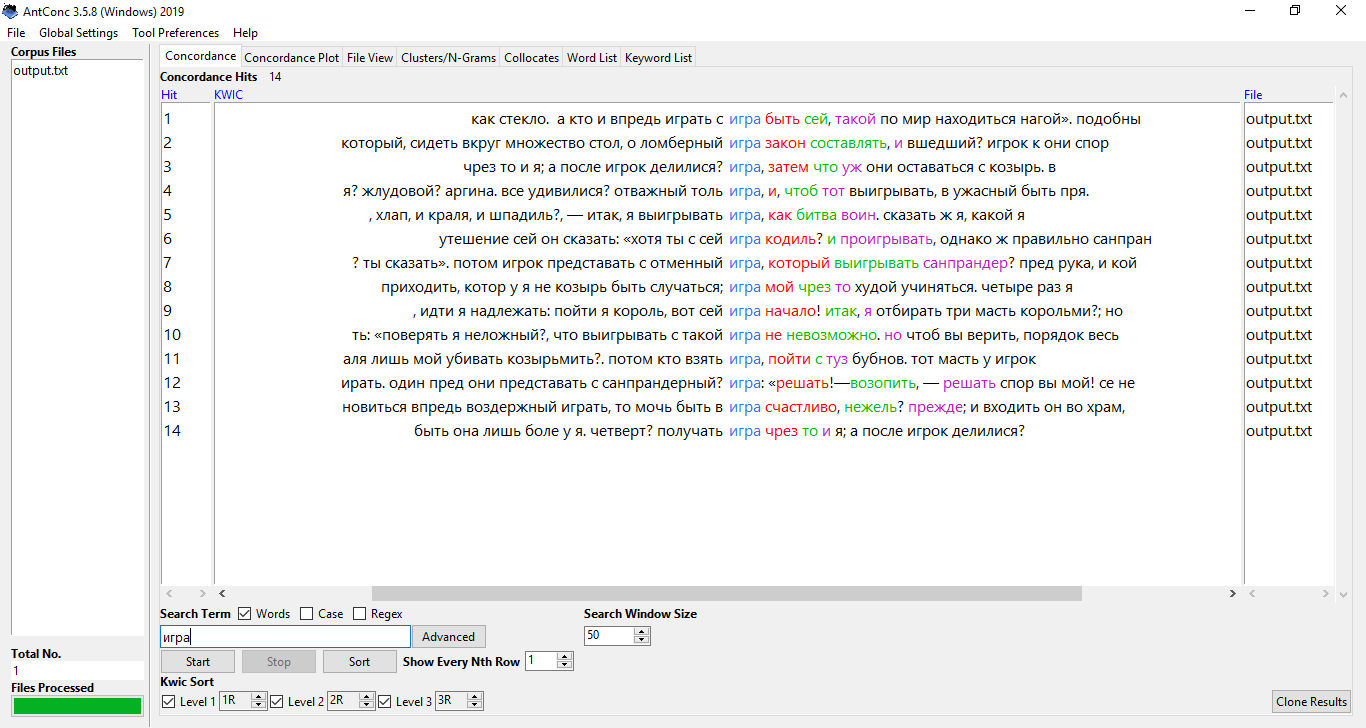 AntConc 3.5.8 (Windows) 2019
File Global Settings Tool Preferences Help
Corpus Files
output.txt
Total No.
1
Files Processed
Concordance Concordance Plot File View Clusters/N-Grams Collocates Word List Keyword List
Concordance Hits 14
Hit KWIC File
1 как стекло. а кто и впредь играть с игра быть сей, такой по мир находиться нагой». подобны output.txt
2 который, сидеть вкруг множество стол, о ломберный игра закон составлять, и вшедший? игрок к они спор output.txt
3 чрез то и я; а после игрок делилися? игра, затем что уж они оставаться с козырь. в output.txt
4 я? жлудовой? аргина. все удивилися? отважный толь игра, и, чтоб тот выигрывать, в ужасный быть пря. output.txt
5 , хлап, и краля, и шпадиль?, — итак, я выигрывать игра, как битва воин. сказать ж я, какой я output.txt
6 утешение сей он сказать: «хотя ты с сей игра кодиль? и проигрывать, однако ж правильно санпран output.txt
7 ? ты сказать». потом игрок представать с отменный игра, который выигрывать санпрандер? пред рука, и кой output.txt
8 приходить, котор у я не козырь быть случаться; игра мой чрез то худой учиняться. четыре раз я output.txt
9 , идти я надлежать: пойти я король, вот сей игра начало! итак, я отбирать три масть корольми?; но output.txt
10 ть: «поверять я неложный?, что выигрывать с такой игра не невозможно. но чтоб вы верить, порядок весь output.txt
11 аля лишь мой убивать козырьмить?. потом кто взять игра, пойти с туз бубнов. тот масть у игрок output.txt
12 ирать. один пред они представать с санпрандерный? игра: «решать!—возопить, — решать спор вы мой! се не output.txt
13 новиться впредь воздержный играть, то мочь быть в игра счастливо, нежель? прежде; и входить он во храм, output.txt
14 быть она лишь боле у я. четверт? получать игра чрез то и я; а после игрок делилися? output.txt
Search Term Words Case Regex Search Window Size
игра Advanced 50
Start Stop Sort Show Every Nth Row 1
Kwic Sort
Level 1 1R Level 2 2R Level 3 3R Clone Results